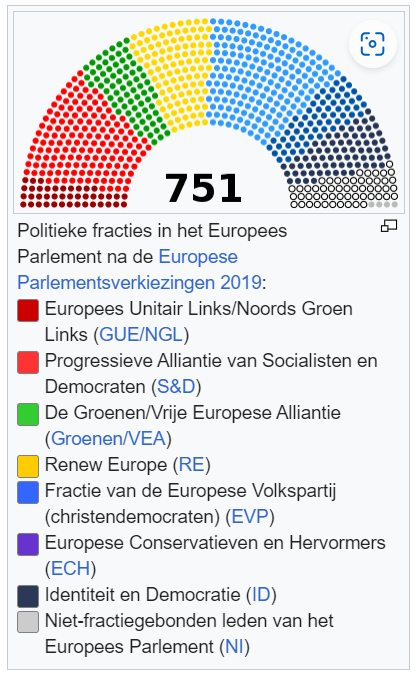 751
Politieke fracties in het Europees
Parlement na de Europese
Parlementsverkiezingen 2019:
Europees Unitair Links/Noords Groen
Links (GUE/NGL)
Progressieve Alliantie van Socialisten en
Democraten (S&D)
De Groenen/Vrije Europese Alliantie
(Groenen/VEA)
Renew Europe (RE)
Fractie van de Europese Volkspartij
(christendemocraten) (EVP)
Europese Conservatieven en Hervormers
(ECH)
Identiteit en Democratie (ID)
Niet-fractiegebonden leden van het
Europees Parlement (NI)